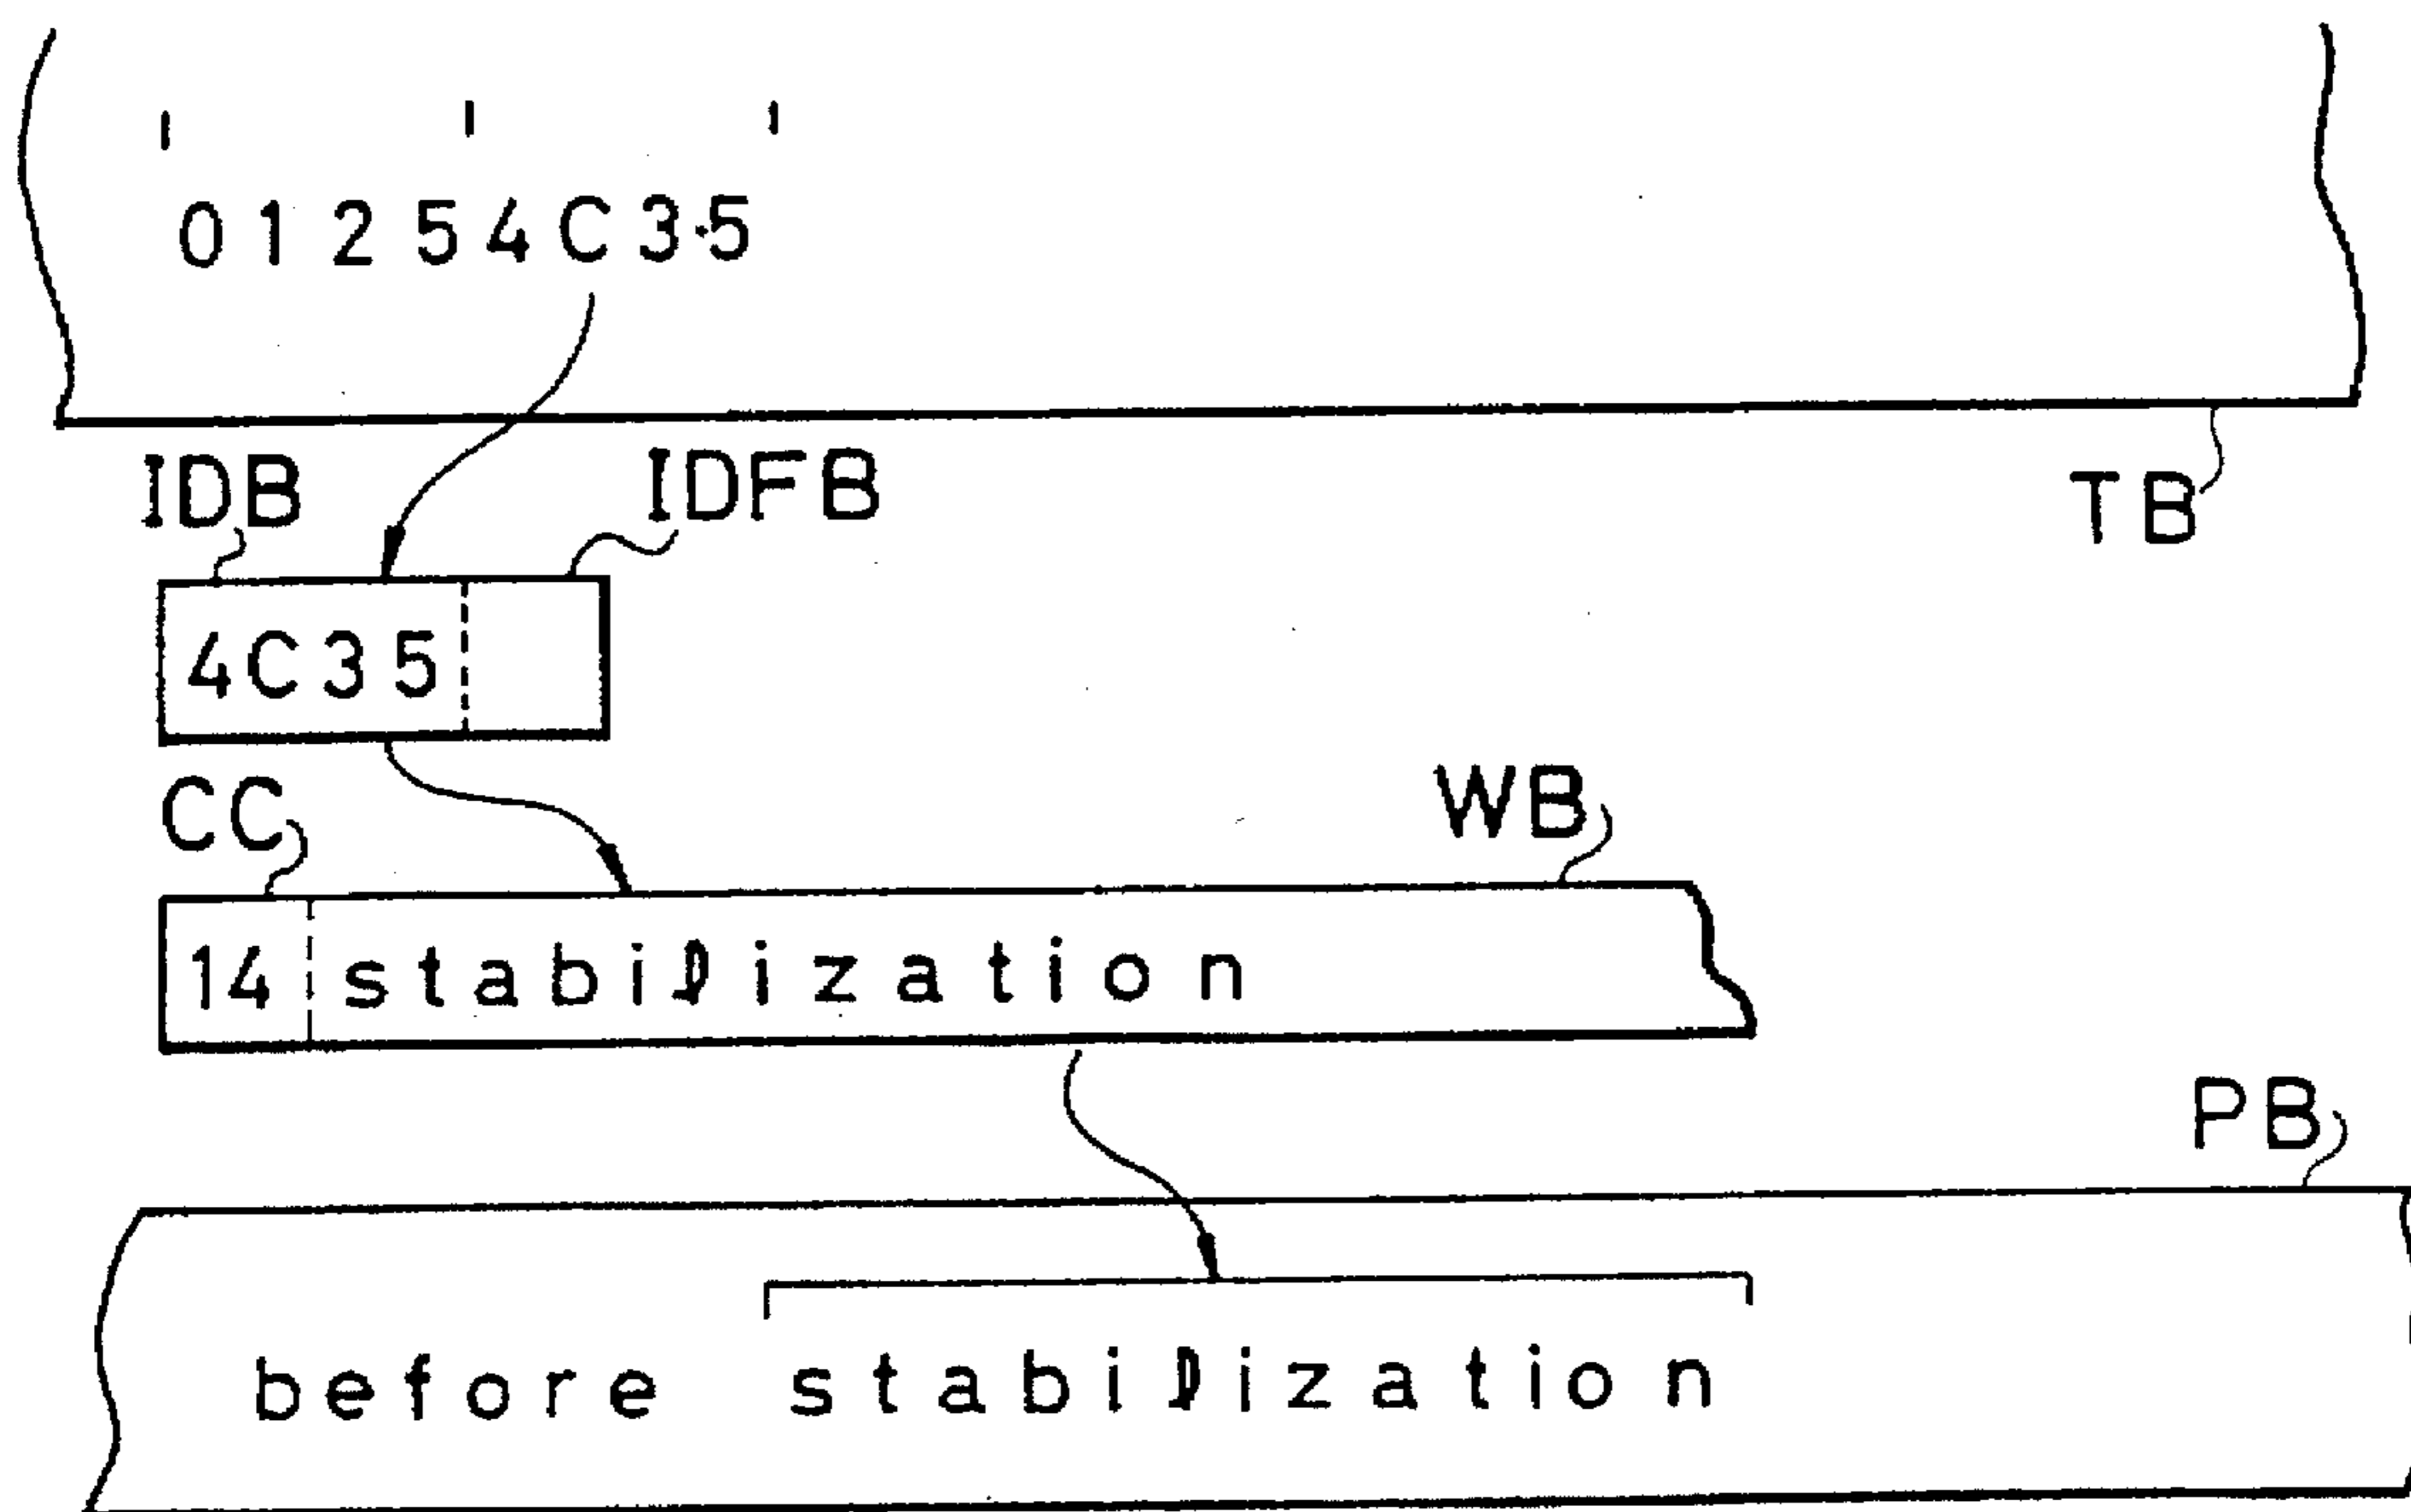 01254C35
IDB IDFB TB
4C35
CC WB
14 stabilization
PB
before stabilization